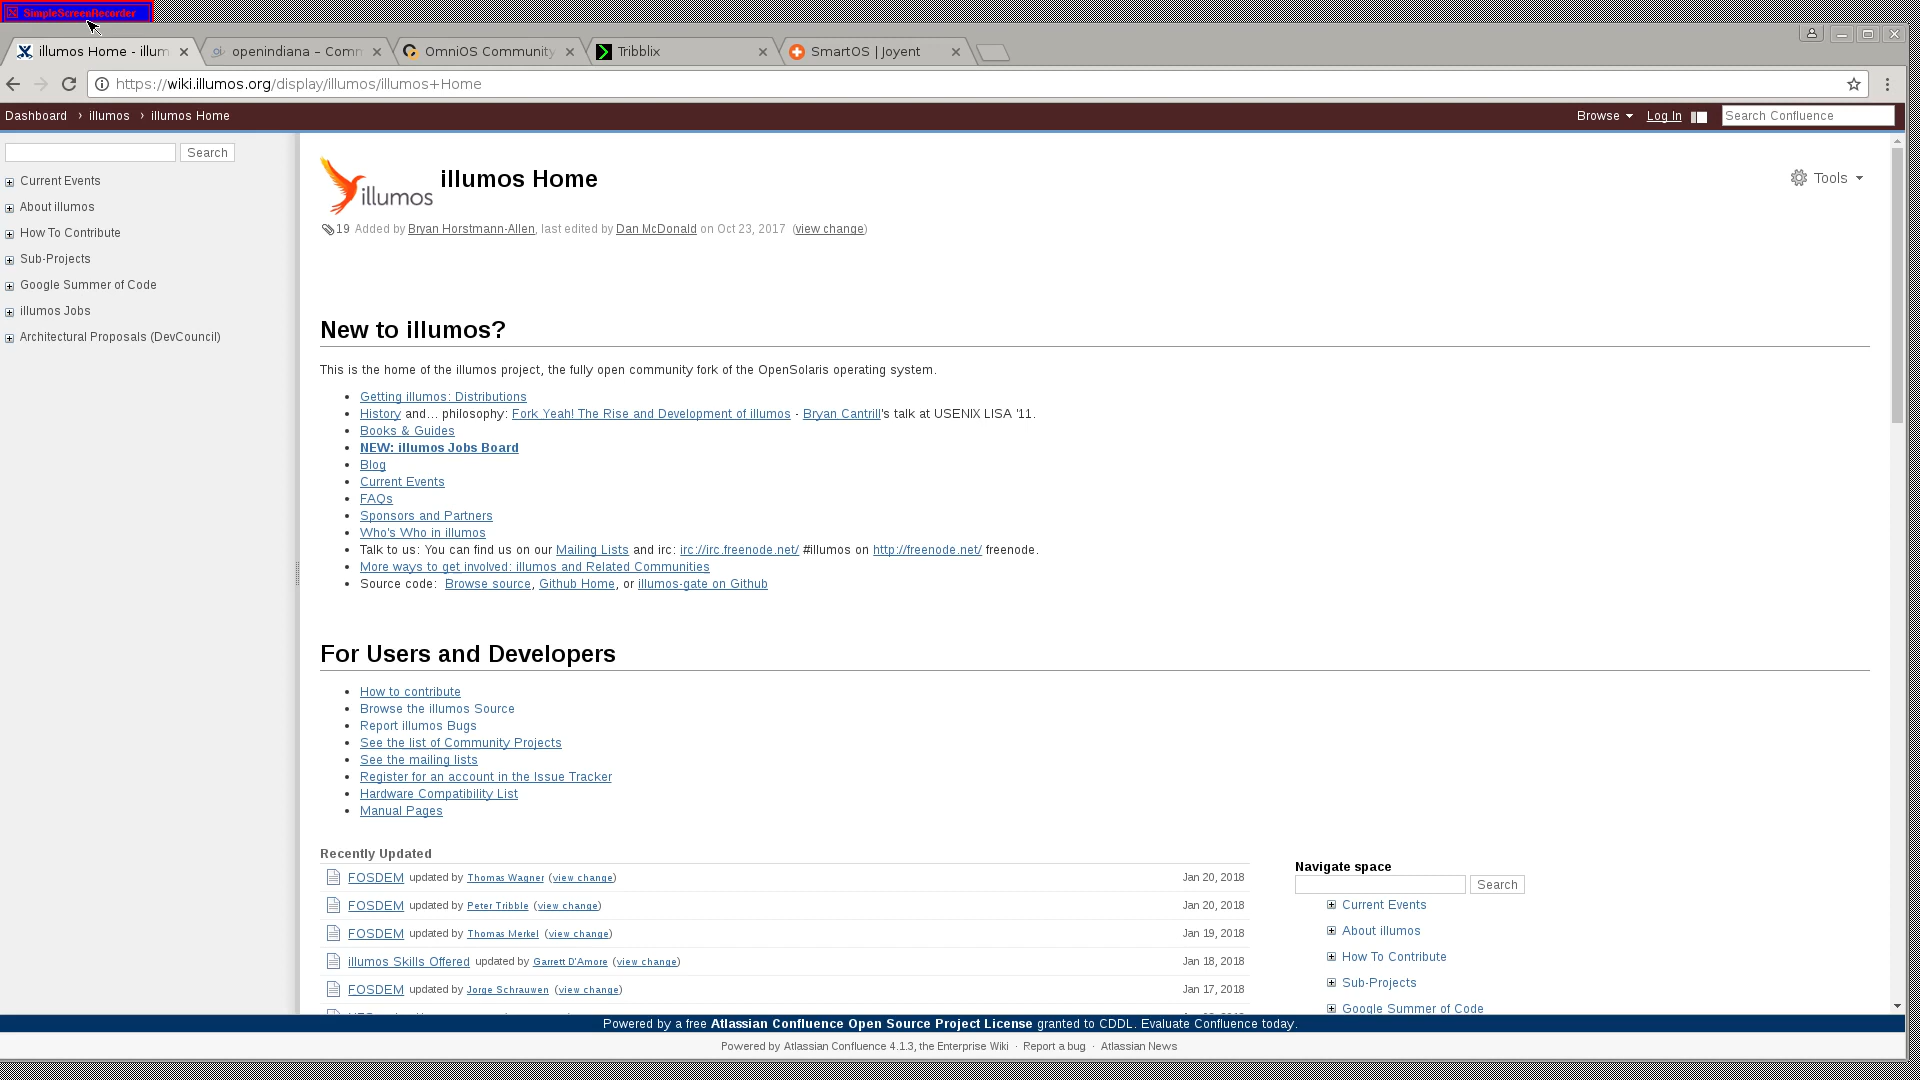 SimpleScreenRecorder
illumos Home - illum
openindiana – Comm
OmniOS Community
Tribblix
SmartOS | Joyent
https://wiki.illumos.org/display/illumos/illumos+Home
Dashboard › illumos › illumos Home
Browse
Log In
Search Confluence
Search
Current Events
About illumos
How To Contribute
Sub-Projects
Google Summer of Code
illumos Jobs
Architectural Proposals (DevCouncil)
illumos
illumos Home
Tools
19 Added by Bryan Horstmann-Allen, last edited by Dan McDonald on Oct 23, 2017 (view change)
New to illumos?
This is the home of the illumos project, the fully open community fork of the OpenSolaris operating system.
Getting illumos: Distributions
History and... philosophy: Fork Yeah! The Rise and Development of illumos - Bryan Cantrill's talk at USENIX LISA '11.
Books & Guides
NEW: illumos Jobs Board
Blog
Current Events
FAQs
Sponsors and Partners
Who's Who in illumos
Talk to us: You can find us on our Mailing Lists and irc: irc://irc.freenode.net/ #illumos on http://freenode.net/ freenode.
More ways to get involved: illumos and Related Communities
Source code: Browse source, Github Home, or illumos-gate on Github
For Users and Developers
How to contribute
Browse the illumos Source
Report illumos Bugs
See the list of Community Projects
See the mailing lists
Register for an account in the Issue Tracker
Hardware Compatibility List
Manual Pages
Recently Updated
FOSDEM updated by Thomas Wagner (view change) Jan 20, 2018
FOSDEM updated by Peter Tribble (view change) Jan 20, 2018
FOSDEM updated by Thomas Merkel (view change) Jan 19, 2018
illumos Skills Offered updated by Garrett D'Amore (view change) Jan 18, 2018
FOSDEM updated by Jorge Schrauwen (view change) Jan 17, 2018
Navigate space
Search
Current Events
About illumos
How To Contribute
Sub-Projects
Google Summer of Code
Powered by a free Atlassian Confluence Open Source Project License granted to CDDL. Evaluate Confluence today.
Powered by Atlassian Confluence 4.1.3, the Enterprise Wiki · Report a bug · Atlassian News